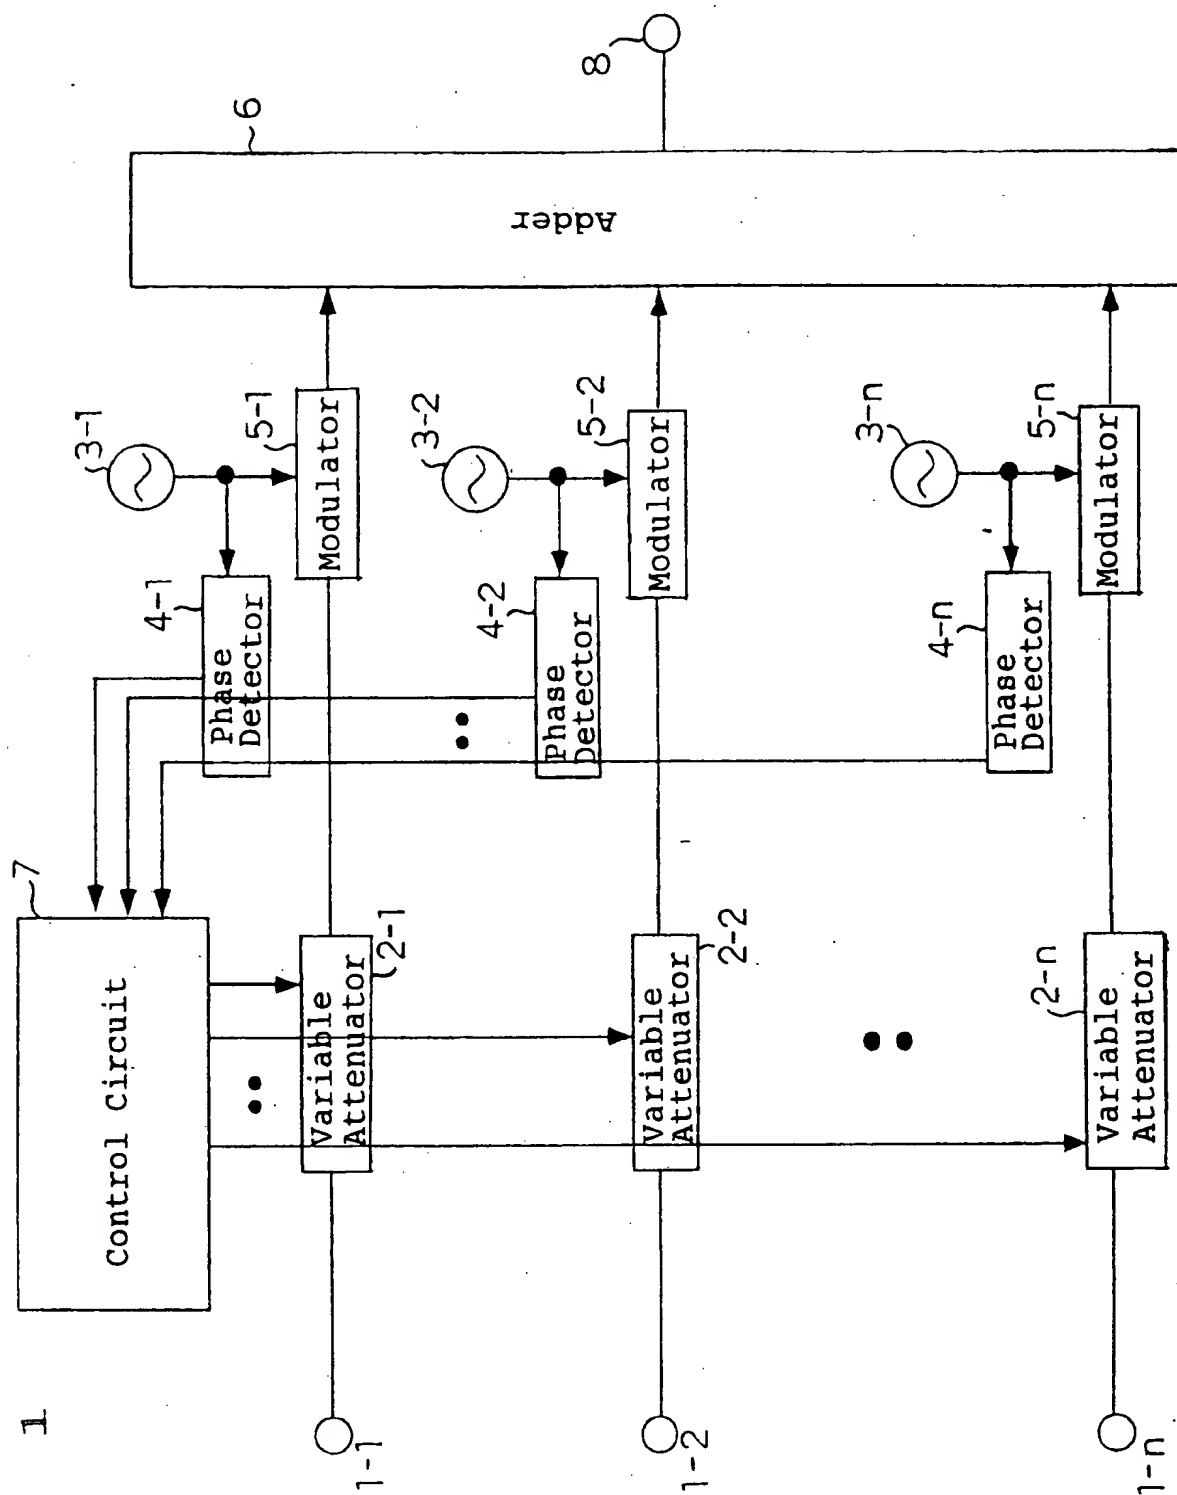 1
7
Control Circuit
1-1
Variable
Attenuator
2-1
Phase
Detector
4-1
3-1
Modulator
5-1
1-2
Variable
Attenuator
2-2
Phase
Detector
4-2
3-2
Modulator
5-2
1-n
Variable
Attenuator
2-n
Phase
Detector
4-n
3-n
Modulator
5-n
Adder
6
8